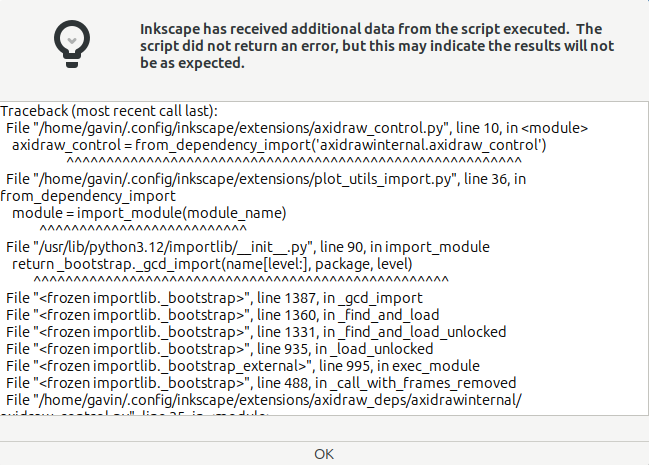 Inkscape has received additional data from the script executed. The
script did not return an error, but this may indicate the results will not
be as expected.
Traceback (most recent call last):
File "/home/gavin/.config/inkscape/extensions/axidraw_control.py", line 10, in <module>
axidraw_control = from_dependency_import('axidrawinternal.axidraw_control')
^^^^^^^^^^^^^^^^^^^^^^^^^^^^^^^^^^^^^^^^^^^^^^^^^^^^^^^^^
File "/home/gavin/.config/inkscape/extensions/plot_utils_import.py", line 36, in
from_dependency_import
module = import_module(module_name)
^^^^^^^^^^^^^^^^^^^^^^^^^^
File "/usr/lib/python3.12/importlib/__init__.py", line 90, in import_module
return _bootstrap._gcd_import(name[level:], package, level)
^^^^^^^^^^^^^^^^^^^^^^^^^^^^^^^^^^^^^^^^^^^^^^^^^^^^
File "<frozen importlib._bootstrap>", line 1387, in _gcd_import
File "<frozen importlib._bootstrap>", line 1360, in _find_and_load
File "<frozen importlib._bootstrap>", line 1331, in _find_and_load_unlocked
File "<frozen importlib._bootstrap>", line 935, in _load_unlocked
File "<frozen importlib._bootstrap_external>", line 995, in exec_module
File "<frozen importlib._bootstrap>", line 488, in _call_with_frames_removed
File "/home/gavin/.config/inkscape/extensions/axidraw_deps/axidrawinternal/
OK